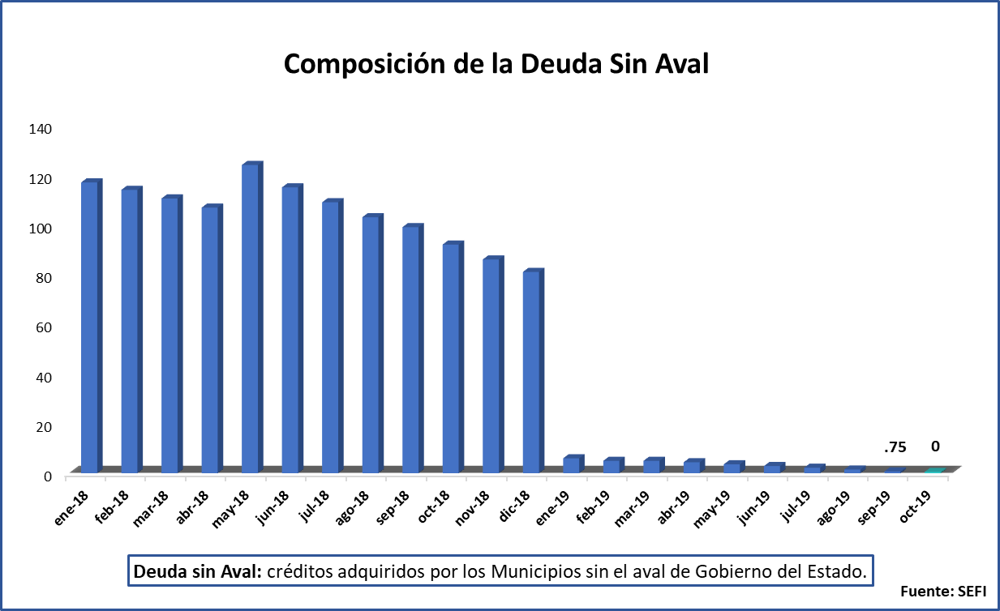 Composición de la Deuda Sin Aval
140
120
100
80
60
40
20
0
.75
0
ene-18
feb-18
mar-18
abr-18
may-18
jun-18
jul-18
ago-18
sep-18
oct-18
nov-18
dic-18
ene-19
feb-19
mar-19
abr-19
may-19
jun-19
jul-19
ago-19
sep-19
oct-19
Deuda sin Aval: créditos adquiridos por los Municipios sin el aval de Gobierno del Estado.
Fuente: SEFI